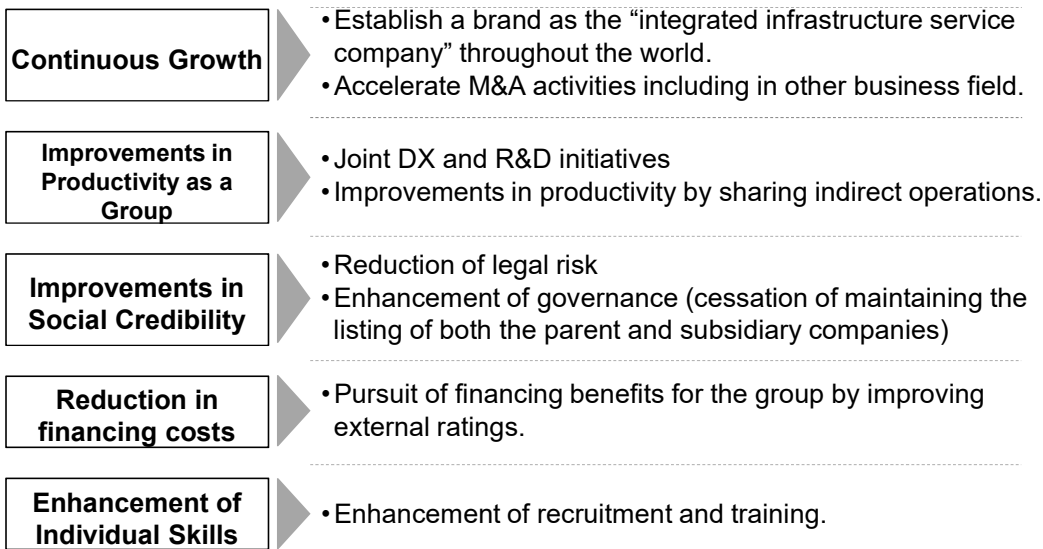 Continuous Growth
•Establish a brand as the “integrated infrastructure service
company” throughout the world.
•Accelerate M&A activities including in other business field.
Improvements in
Productivity as a
Group
•Joint DX and R&D initiatives
•Improvements in productivity by sharing indirect operations.
Improvements in
Social Credibility
•Reduction of legal risk
•Enhancement of governance (cessation of maintaining the
listing of both the parent and subsidiary companies)
Reduction in
financing costs
•Pursuit of financing benefits for the group by improving
external ratings.
Enhancement of
Individual Skills
•Enhancement of recruitment and training.